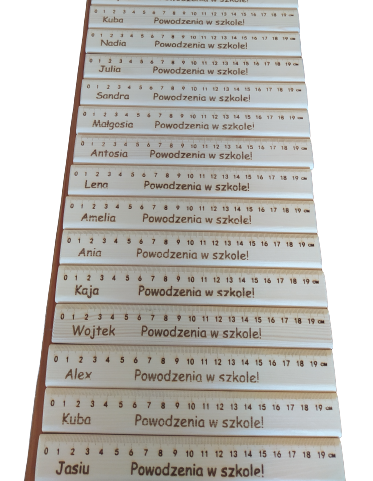 0 1 2 3 4 5 6 7 8 9 10 11 12 13 14 15 16 17 18 19 CM
Kuba Powodzenia w szkole!
0 1 2 3 4 5 6 7 8 9 10 11 12 13 14 15 16 17 18 19 CM
Nadia Powodzenia w szkole!
0 1 2 3 4 5 6 7 8 9 10 11 12 13 14 15 16 17 18 19 CM
Julia Powodzenia w szkole!
0 1 2 3 4 5 6 7 8 9 10 11 12 13 14 15 16 17 18 19 CM
Sandra Powodzenia w szkole!
0 1 2 3 4 5 6 7 8 9 10 11 12 13 14 15 16 17 18 19 CM
Małgosia Powodzenia w szkole!
0 1 2 3 4 5 6 7 8 9 10 11 12 13 14 15 16 17 18 19 CM
Antosia Powodzenia w szkole!
0 1 2 3 4 5 6 7 8 9 10 11 12 13 14 15 16 17 18 19 CM
Lena Powodzenia w szkole!
0 1 2 3 4 5 6 7 8 9 10 11 12 13 14 15 16 17 18 19 CM
Amelia Powodzenia w szkole!
0 1 2 3 4 5 6 7 8 9 10 11 12 13 14 15 16 17 18 19 CM
Ania Powodzenia w szkole!
0 1 2 3 4 5 6 7 8 9 10 11 12 13 14 15 16 17 18 19 CM
Kaja Powodzenia w szkole!
0 1 2 3 4 5 6 7 8 9 10 11 12 13 14 15 16 17 18 19 CM
Wojtek Powodzenia w szkole!
0 1 2 3 4 5 6 7 8 9 10 11 12 13 14 15 16 17 18 19 CM
Alex Powodzenia w szkole!
0 1 2 3 4 5 6 7 8 9 10 11 12 13 14 15 16 17 18 19 CM
Kuba Powodzenia w szkole!
0 1 2 3 4 5 6 7 8 9 10 11 12 13 14 15 16 17 18 19 CM
Jasiu Powodzenia w szkole!